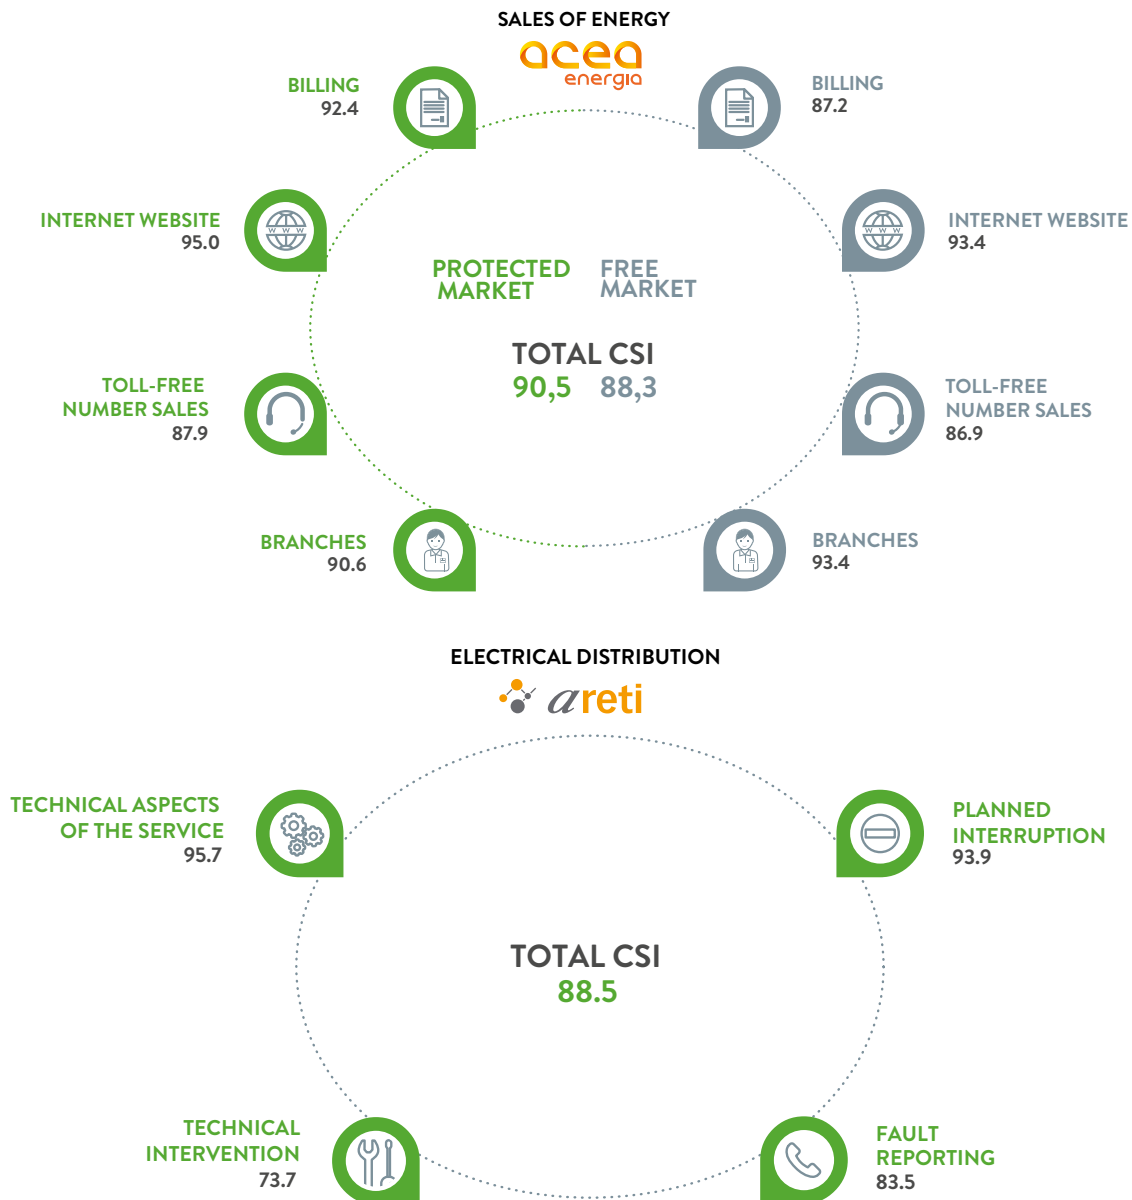 SALES OF ENERGY
acea
energia
BILLING
92.4
BILLING
87.2
INTERNET WEBSITE
95.0
INTERNET WEBSITE
93.4
PROTECTED
MARKET
FREE
MARKET
TOTAL CSI
90,5 88,3
TOLL-FREE
NUMBER SALES
87.9
TOLL-FREE
NUMBER SALES
86.9
BRANCHES
90.6
BRANCHES
93.4
ELECTRICAL DISTRIBUTION
areti
TECHNICAL ASPECTS
OF THE SERVICE
95.7
PLANNED
INTERRUPTION
93.9
TOTAL CSI
88.5
TECHNICAL
INTERVENTION
73.7
FAULT
REPORTING
83.5
W W W
W W W